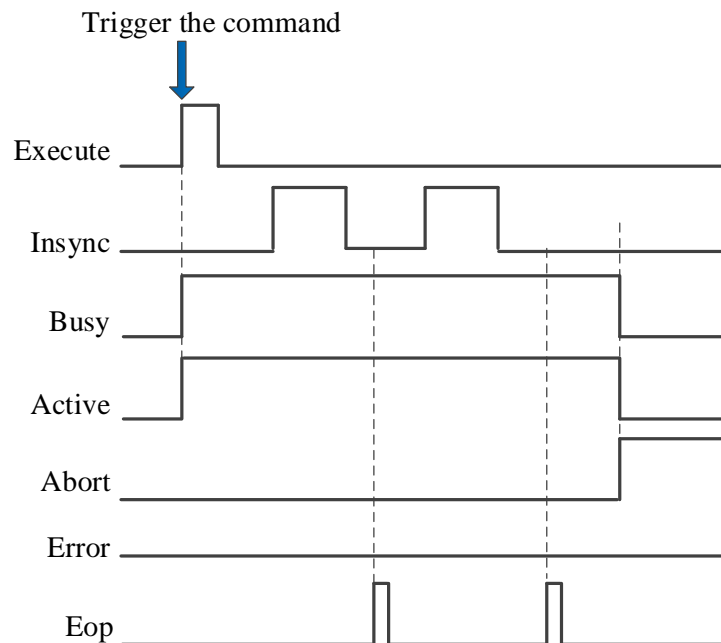 Trigger the command
Execute
Insync
Busy
Active
Abort
Error
Eop